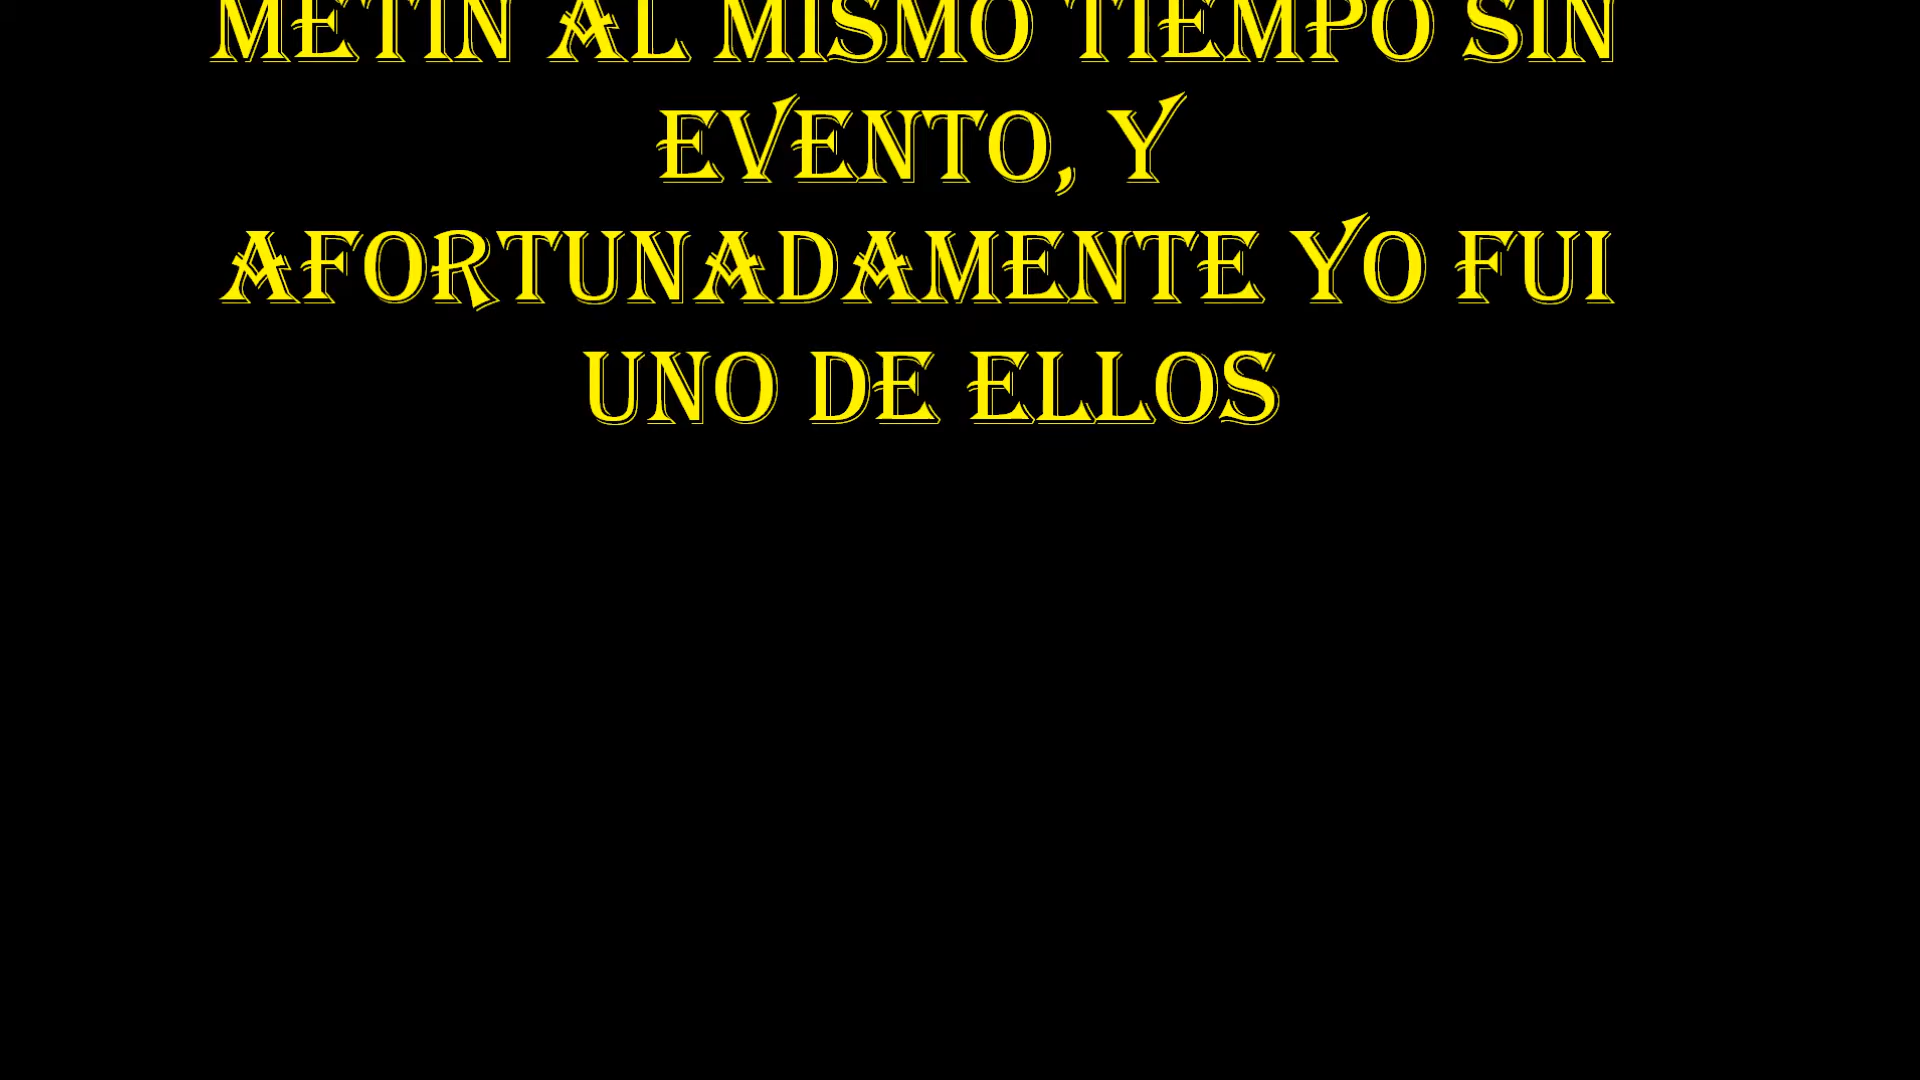 METIN AL MISMO TIEMPO SIN
EVENTO, Y
AFORTUNADAMENTE YO FUI
UNO DE ELLOS